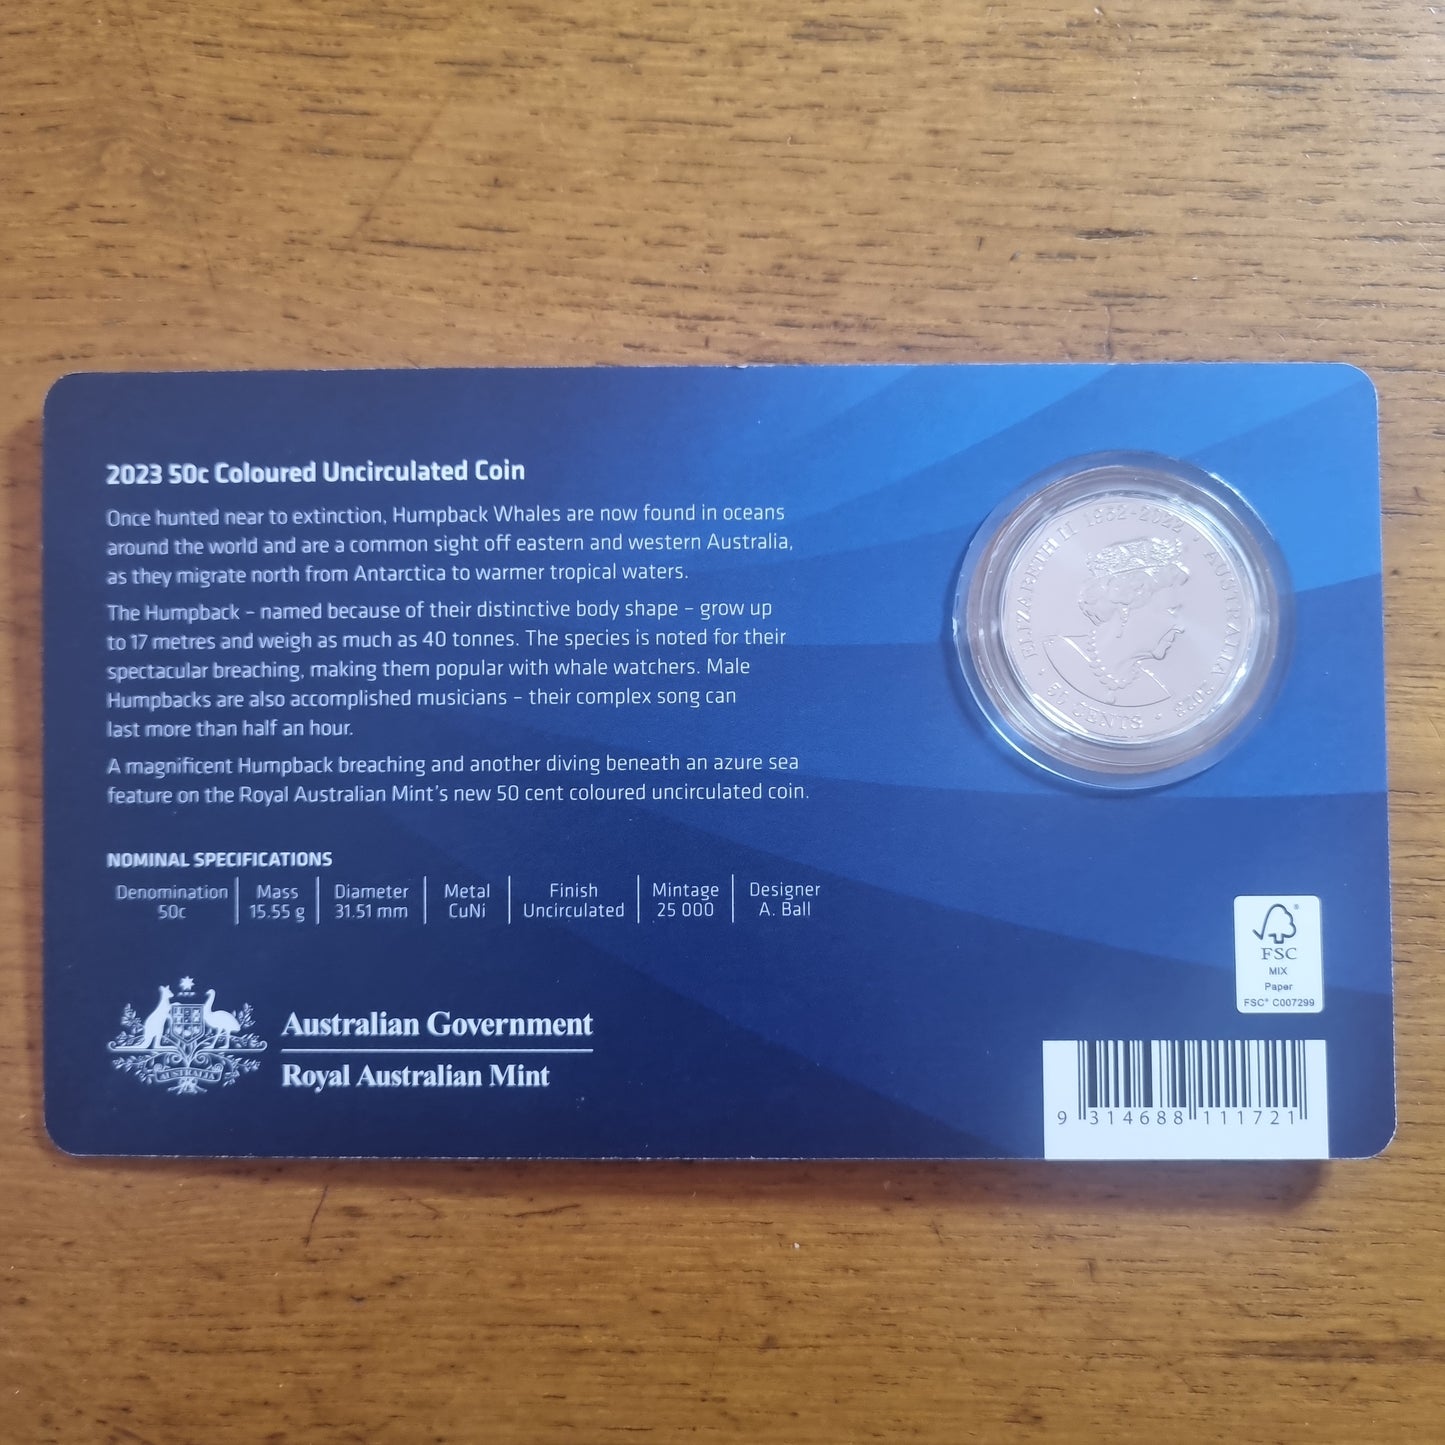 2023 50c Coloured Uncirculated Coin
Once hunted near to extinction, Humpback Whales are now found in oceans
around the world and are a common sight off eastern and western Australia,
as they migrate north from Antarctica to warmer tropical waters.
The Humpback – named because of their distinctive body shape – grow up
to 17 metres and weigh as much as 40 tonnes. The species is noted for their
spectacular breaching, making them popular with whale watchers. Male
Humpbacks are also accomplished musicians – their complex song can
last more than half an hour.
A magnificent Humpback breaching and another diving beneath an azure sea
feature on the Royal Australian Mint's new 50 cent coloured uncirculated coin.
NOMINAL SPECIFICATIONS
Denomination Mass Diameter Metal Finish Mintage Designer
50c 15.55 g 31.51 mm CuNi Uncirculated 25 000 A. Ball
AUSTRALIA
Australian Government
Royal Australian Mint
ELIZABETH II 1952-2022 · AUSTRALIA 2023 · 50 CENTS ·
FSC
MIX
Paper
FSC® C007299
9 314688 111721